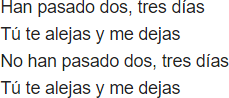 Han pasado dos, tres días
Tú te alejas y me dejas
No han pasado dos, tres días
Tú te alejas y me dejas